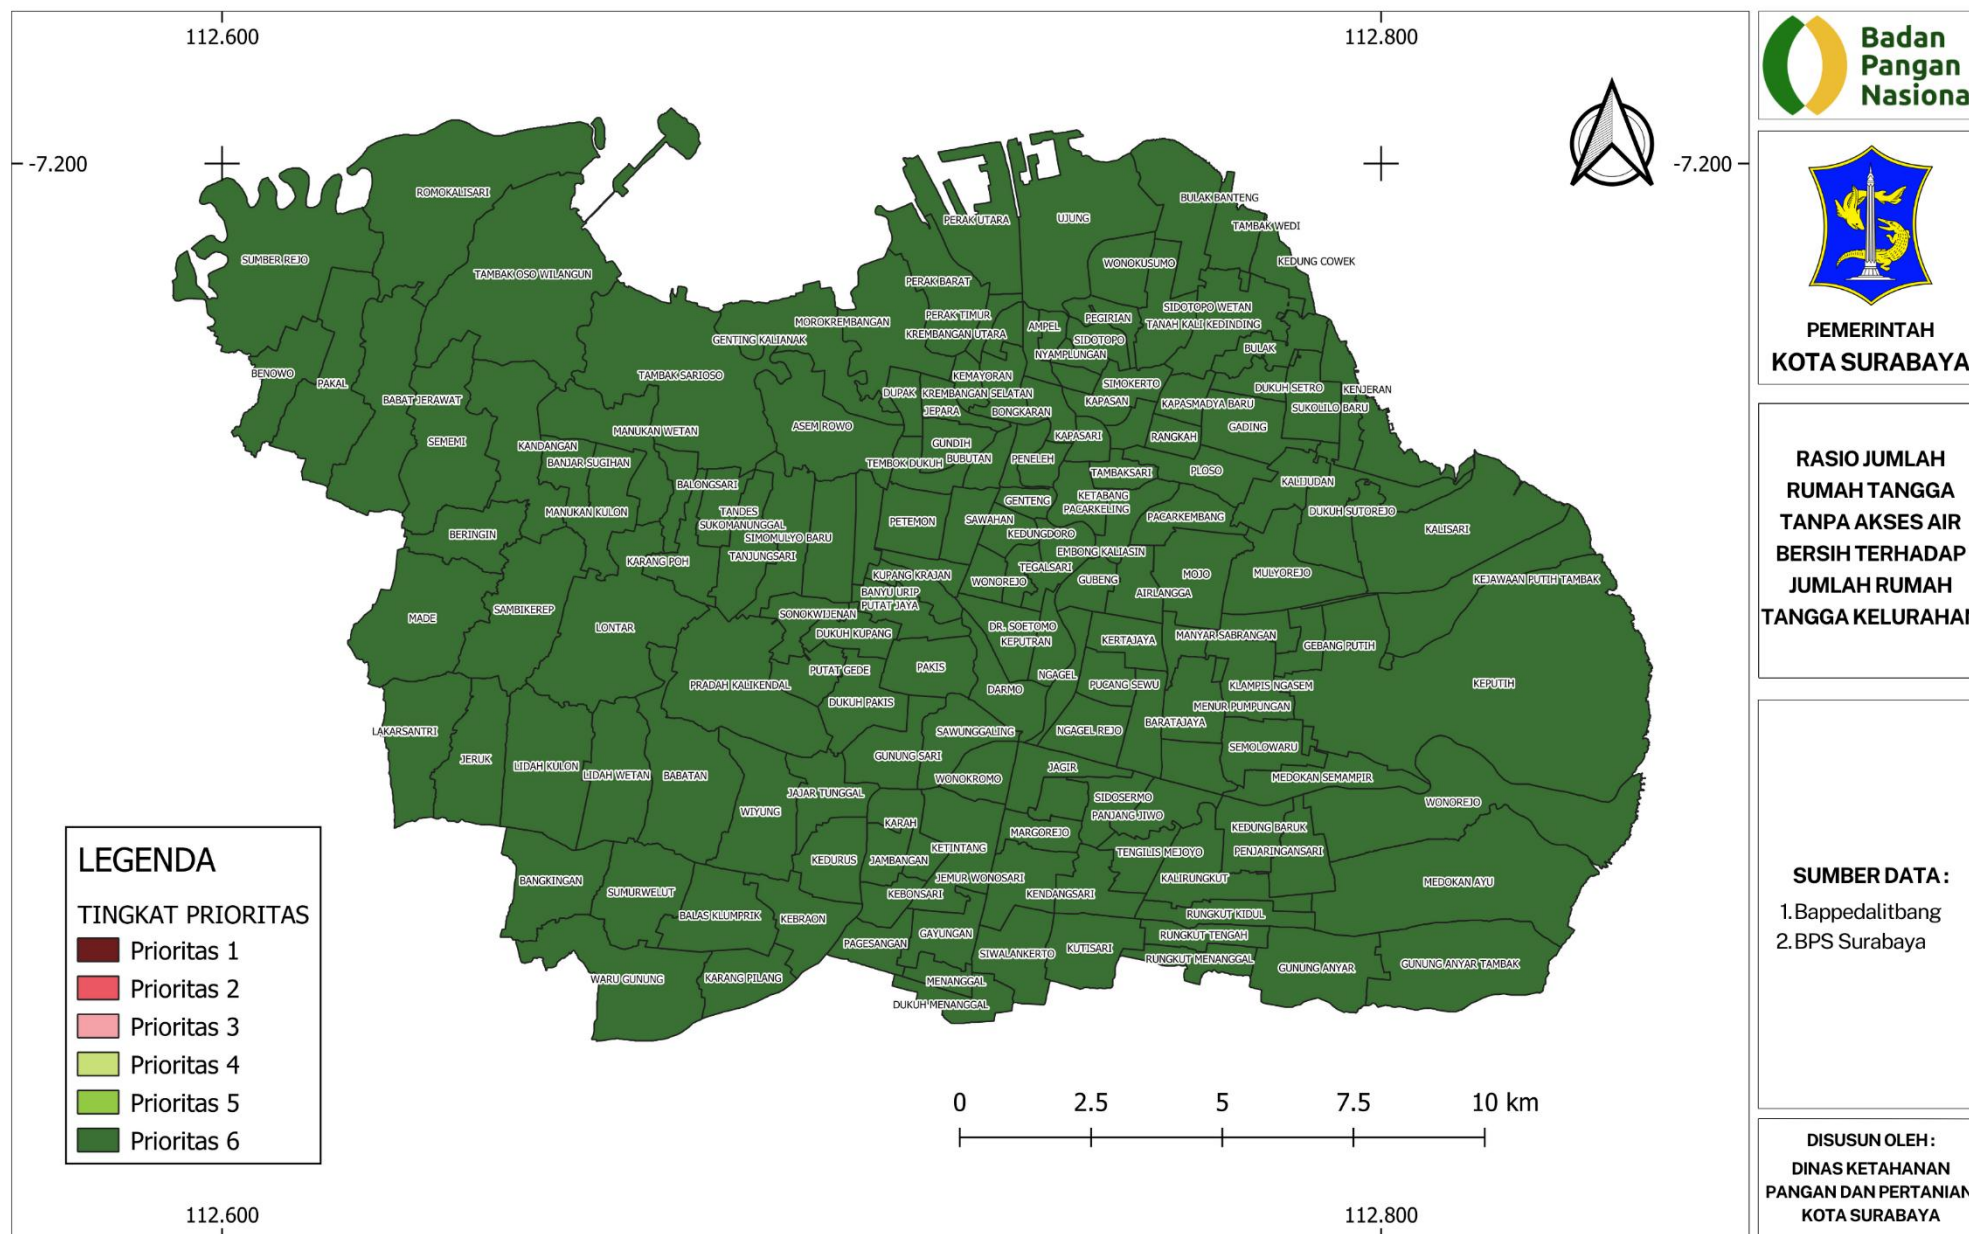 112.600
112.800
-7.200
-7.200
ROMOKALISARI
SUMBER REJO
TAMBAK OSO WILANGUN
PERAK UTARA
UJUNG
BULAK BANTENG
TAMBAK WEDI
KEDUNG COWEK
WONOKUSUMO
PERAK BARAT
MOROKREMBANGAN
PERAK TIMUR
KREMBANGAN UTARA
GENTING KALIANAK
AMPEL
PEGIRIAN
SIDOTOPO WETAN
TANAH KALI KEDINDING
SIDOTOPO
NYAMPLUNGAN
BULAK
BENOWO
PAKAL
BABAT JERAWAT
TAMBAK SARIOSO
KEMAYORAN
DUPAK
KREMBANGAN SELATAN
SIMOKERTO
DUKUH SETRO
KENJERAN
JEPARA
BONGKARAN
KAPASAN
KAPASMADYA BARU
SUKOLILO BARU
SEMEMI
KANDANGAN
MANUKAN WETAN
ASEM ROWO
GUNDIH
KAPASARI
RANGKAH
GADING
BANJAR SUGIHAN
TEMBOK DUKUH
BUBUTAN
PENELEH
TAMBAKSARI
PLOSO
KALIJUDAN
BALONGSARI
MANUKAN KULON
TANDES
SUKOMANUNGGAL
SIMOMULYO BARU
PETEMON
SAWAHAN
GENTENG
KETABANG
PACARKELING
PACARKEMBANG
DUKUH SUTOREJO
KALISARI
BERINGIN
KARANG POH
TANJUNGSARI
KEDUNGDORO
EMBONG KALIASIN
TEGALSARI
KUPANG KRAJAN
WONOREJO
GUBENG
MOJO
MULYOREJO
KEJAWAAN PUTIH TAMBAK
BANYU URIP
PUTAT JAYA
AIRLANGGA
MADE
SAMBIKEREP
LONTAR
SONOKWIJENAN
DUKUH KUPANG
DR. SOETOMO
KEPUTRAN
KERTAJAYA
MANYAR SABRANGAN
GEBANG PUTIH
PRADAH KALIKENDAL
PUTAT GEDE
PAKIS
NGAGEL
DARMO
PUCANG SEWU
KLAMPIS NGASEM
KEPUTIH
DUKUH PAKIS
MENUR PUMPUNGAN
LAKARSANTRI
SAWUNGGALING
NGAGEL REJO
BARATAJAYA
SEMOLOWARU
JERUK
LIDAH KULON
LIDAH WETAN
BABATAN
GUNUNG SARI
WONOKROMO
JAGIR
MEDOKAN SEMAMPIR
WIYUNG
JAJAR TUNGGAL
SIDOSERMO
PANJANG JIWO
WONOREJO
KARAH
MARGOREJO
KEDUNG BARUK
KEDURUS
JAMBANGAN
KETINTANG
TENGILIS MEJOYO
PENJARINGANSARI
BANGKINGAN
SUMURWELUT
JEMUR WONOSARI
KALIRUNGKUT
MEDOKAN AYU
KEBONSARI
KENDANGSARI
BALAS KLUMPRIK
KEBRAON
RUNGKUT KIDUL
PAGESANGAN
GAYUNGAN
RUNGKUT TENGAH
SIWALANKERTO
KUTISARI
RUNGKUT MENANGGAL
GUNUNG ANYAR
GUNUNG ANYAR TAMBAK
WARU GUNUNG
KARANG PILANG
MENANGGAL
DUKUH MENANGGAL
LEGENDA
TINGKAT PRIORITAS
Prioritas 1
Prioritas 2
Prioritas 3
Prioritas 4
Prioritas 5
Prioritas 6
0 2.5 5 7.5 10 km
112.600
112.800
Badan
Pangan
Nasiona
PEMERINTAH
KOTA SURABAYA
RASIO JUMLAH
RUMAH TANGGA
TANPA AKSES AIR
BERSIH TERHADAP
JUMLAH RUMAH
TANGGA KELURAHAN
SUMBER DATA :
1. Bappedalitbang
2. BPS Surabaya
DISUSUN OLEH :
DINAS KETAHANAN
PANGAN DAN PERTANIAN
KOTA SURABAYA